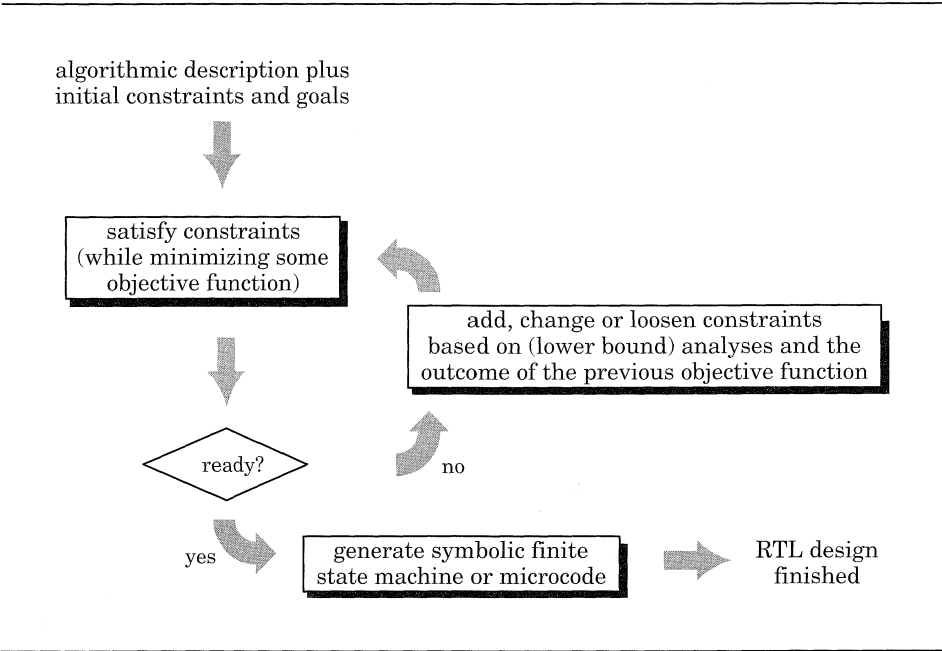 algorithmic description plus
initial constraints and goals
satisfy constraints
(while minimizing some
objective function)
add, change or loosen constraints
based on (lower bound) analyses and the
outcome of the previous objective function
ready?
no
yes
generate symbolic finite
state machine or microcode
RTL design
finished